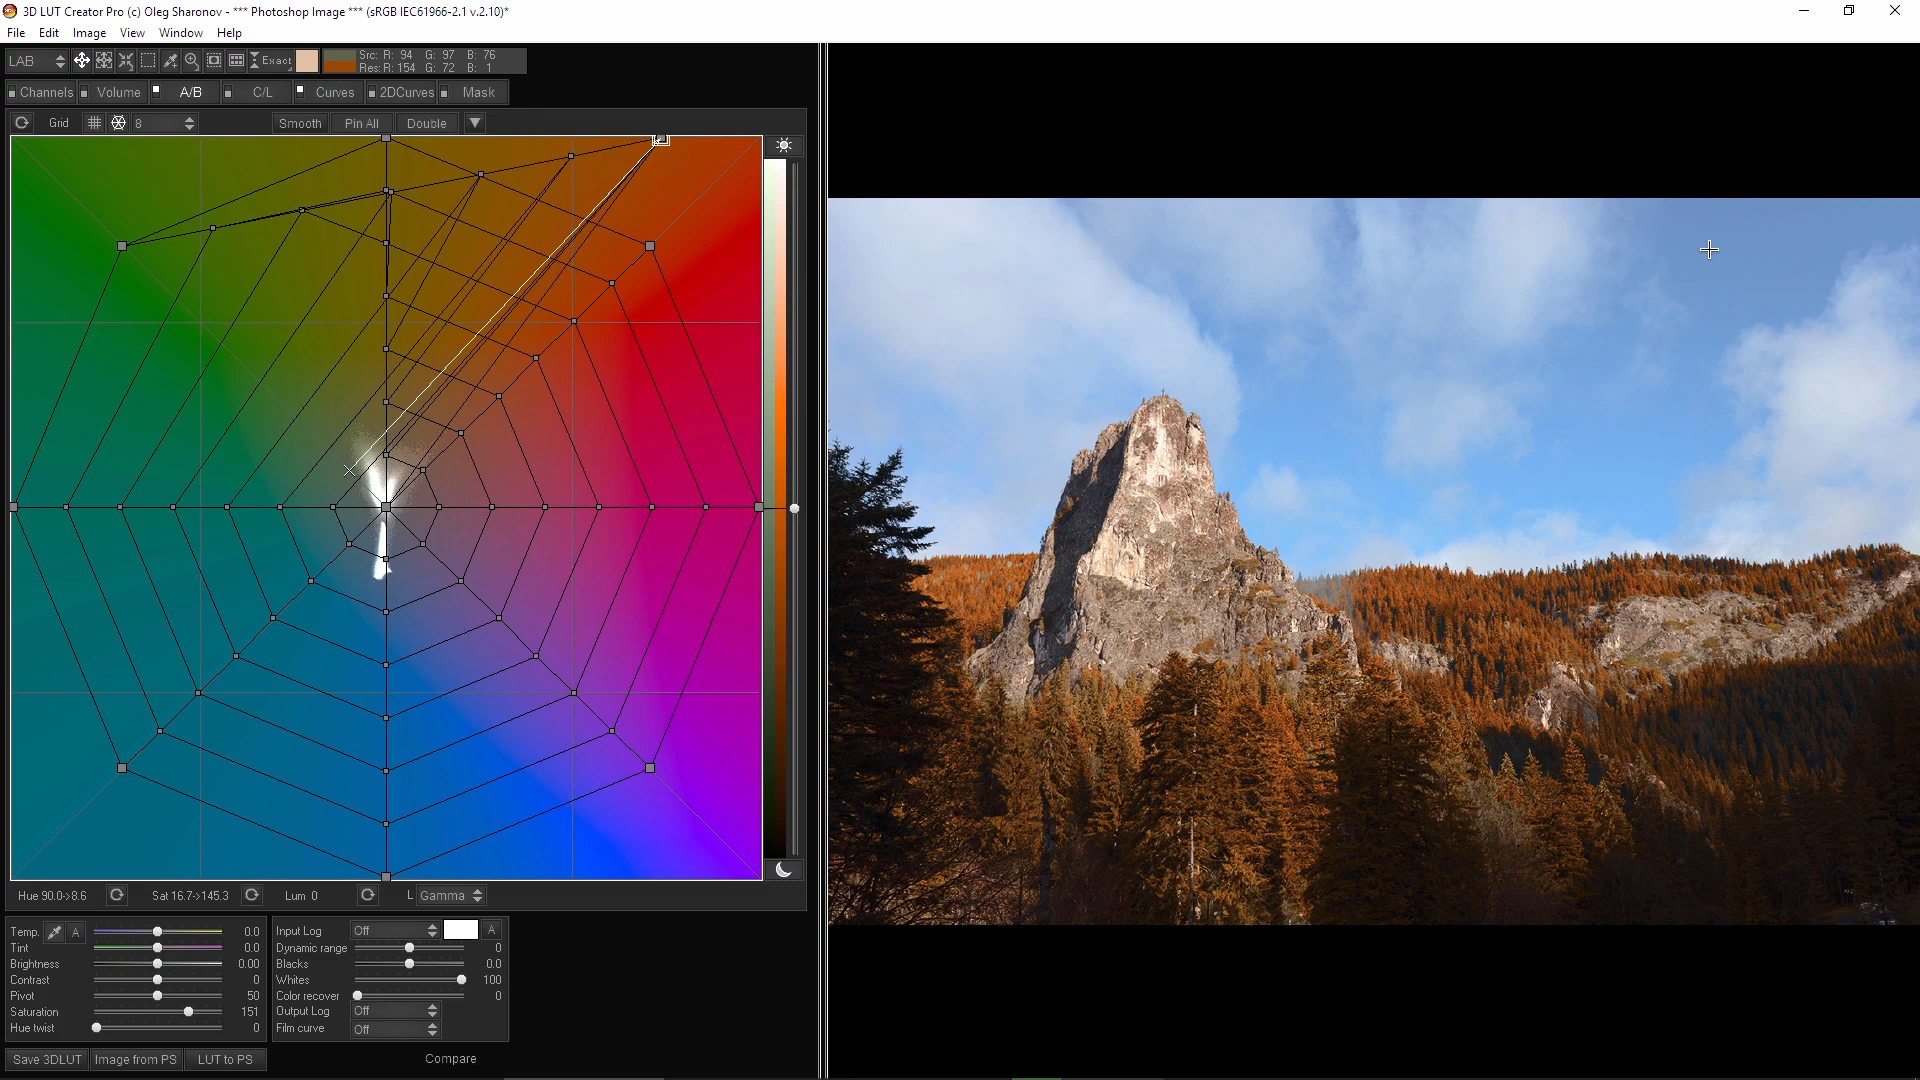 3D LUT Creator Pro (c) Oleg Sharonov - *** Photoshop Image *** (sRGB IEC61966-2.1 v.2.10)*
File Edit Image View Window Help
LAB Exact Src: R: 94 G: 97 B: 76
Res: R: 154 G: 72 B: 1
Channels Volume A/B C/L Curves 2DCurves Mask
Grid 8 Smooth Pin All Double
Hue 90.0->8.6 Sat 16.7->145.3 Lum 0 L Gamma
Temp. A 0.0
Tint 0.0
Brightness 0.00
Contrast 0
Pivot 50
Saturation 151
Hue twist 0
Input Log Off A
Dynamic range 0
Blacks 0.0
Whites 100
Color recover 0
Output Log Off
Film curve Off
Save 3DLUT Image from PS LUT to PS Compare